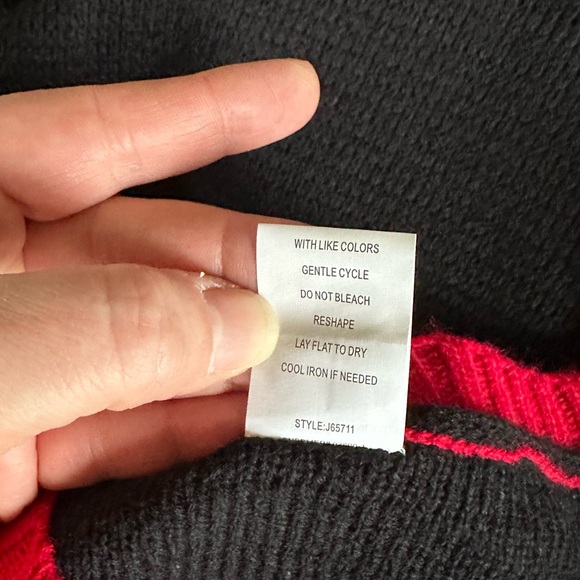 WITH LIKE COLORS
GENTLE CYCLE
DO NOT BLEACH
RESHAPE
LAY FLAT TO DRY
COOL IRON IF NEEDED
STYLE:J65711